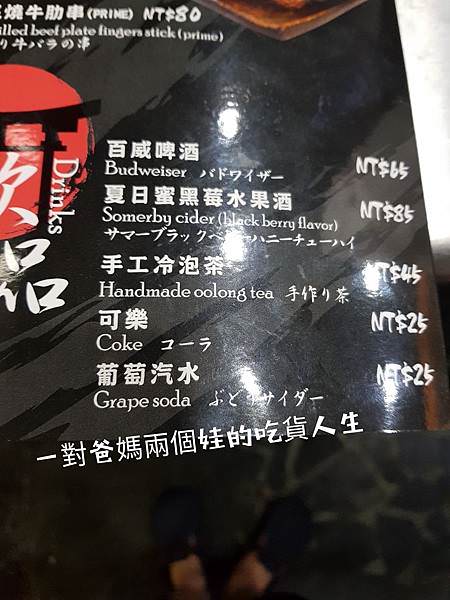 燒牛肋串(PRIME) NT$80
illed beef plate fingers stick (prime)
り牛バラの串
飲品
Drinks
百威啤酒 NT$65
Budweiser バドワイザー
夏日蜜黑莓水果酒 NT$85
Somerby cider (black berry flavor)
サマーブラックベ ハニーチューハイ
手工冷泡茶 NT$45
Handmade oolong tea 手作り茶
可樂 NT$25
Coke コーラ
葡萄汽水 NT$25
Grape soda ぶどうサイダー
一對爸媽兩個娃的吃貨人生